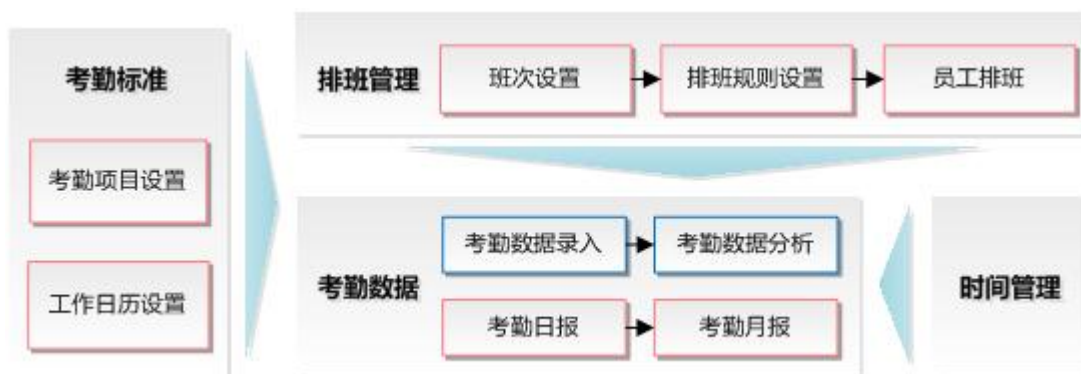 考勤标准
考勤项目设置
工作日历设置
排班管理
班次设置
排班规则设置
员工排班
考勤数据
考勤数据录入
考勤数据分析
考勤日报
考勤月报
时间管理